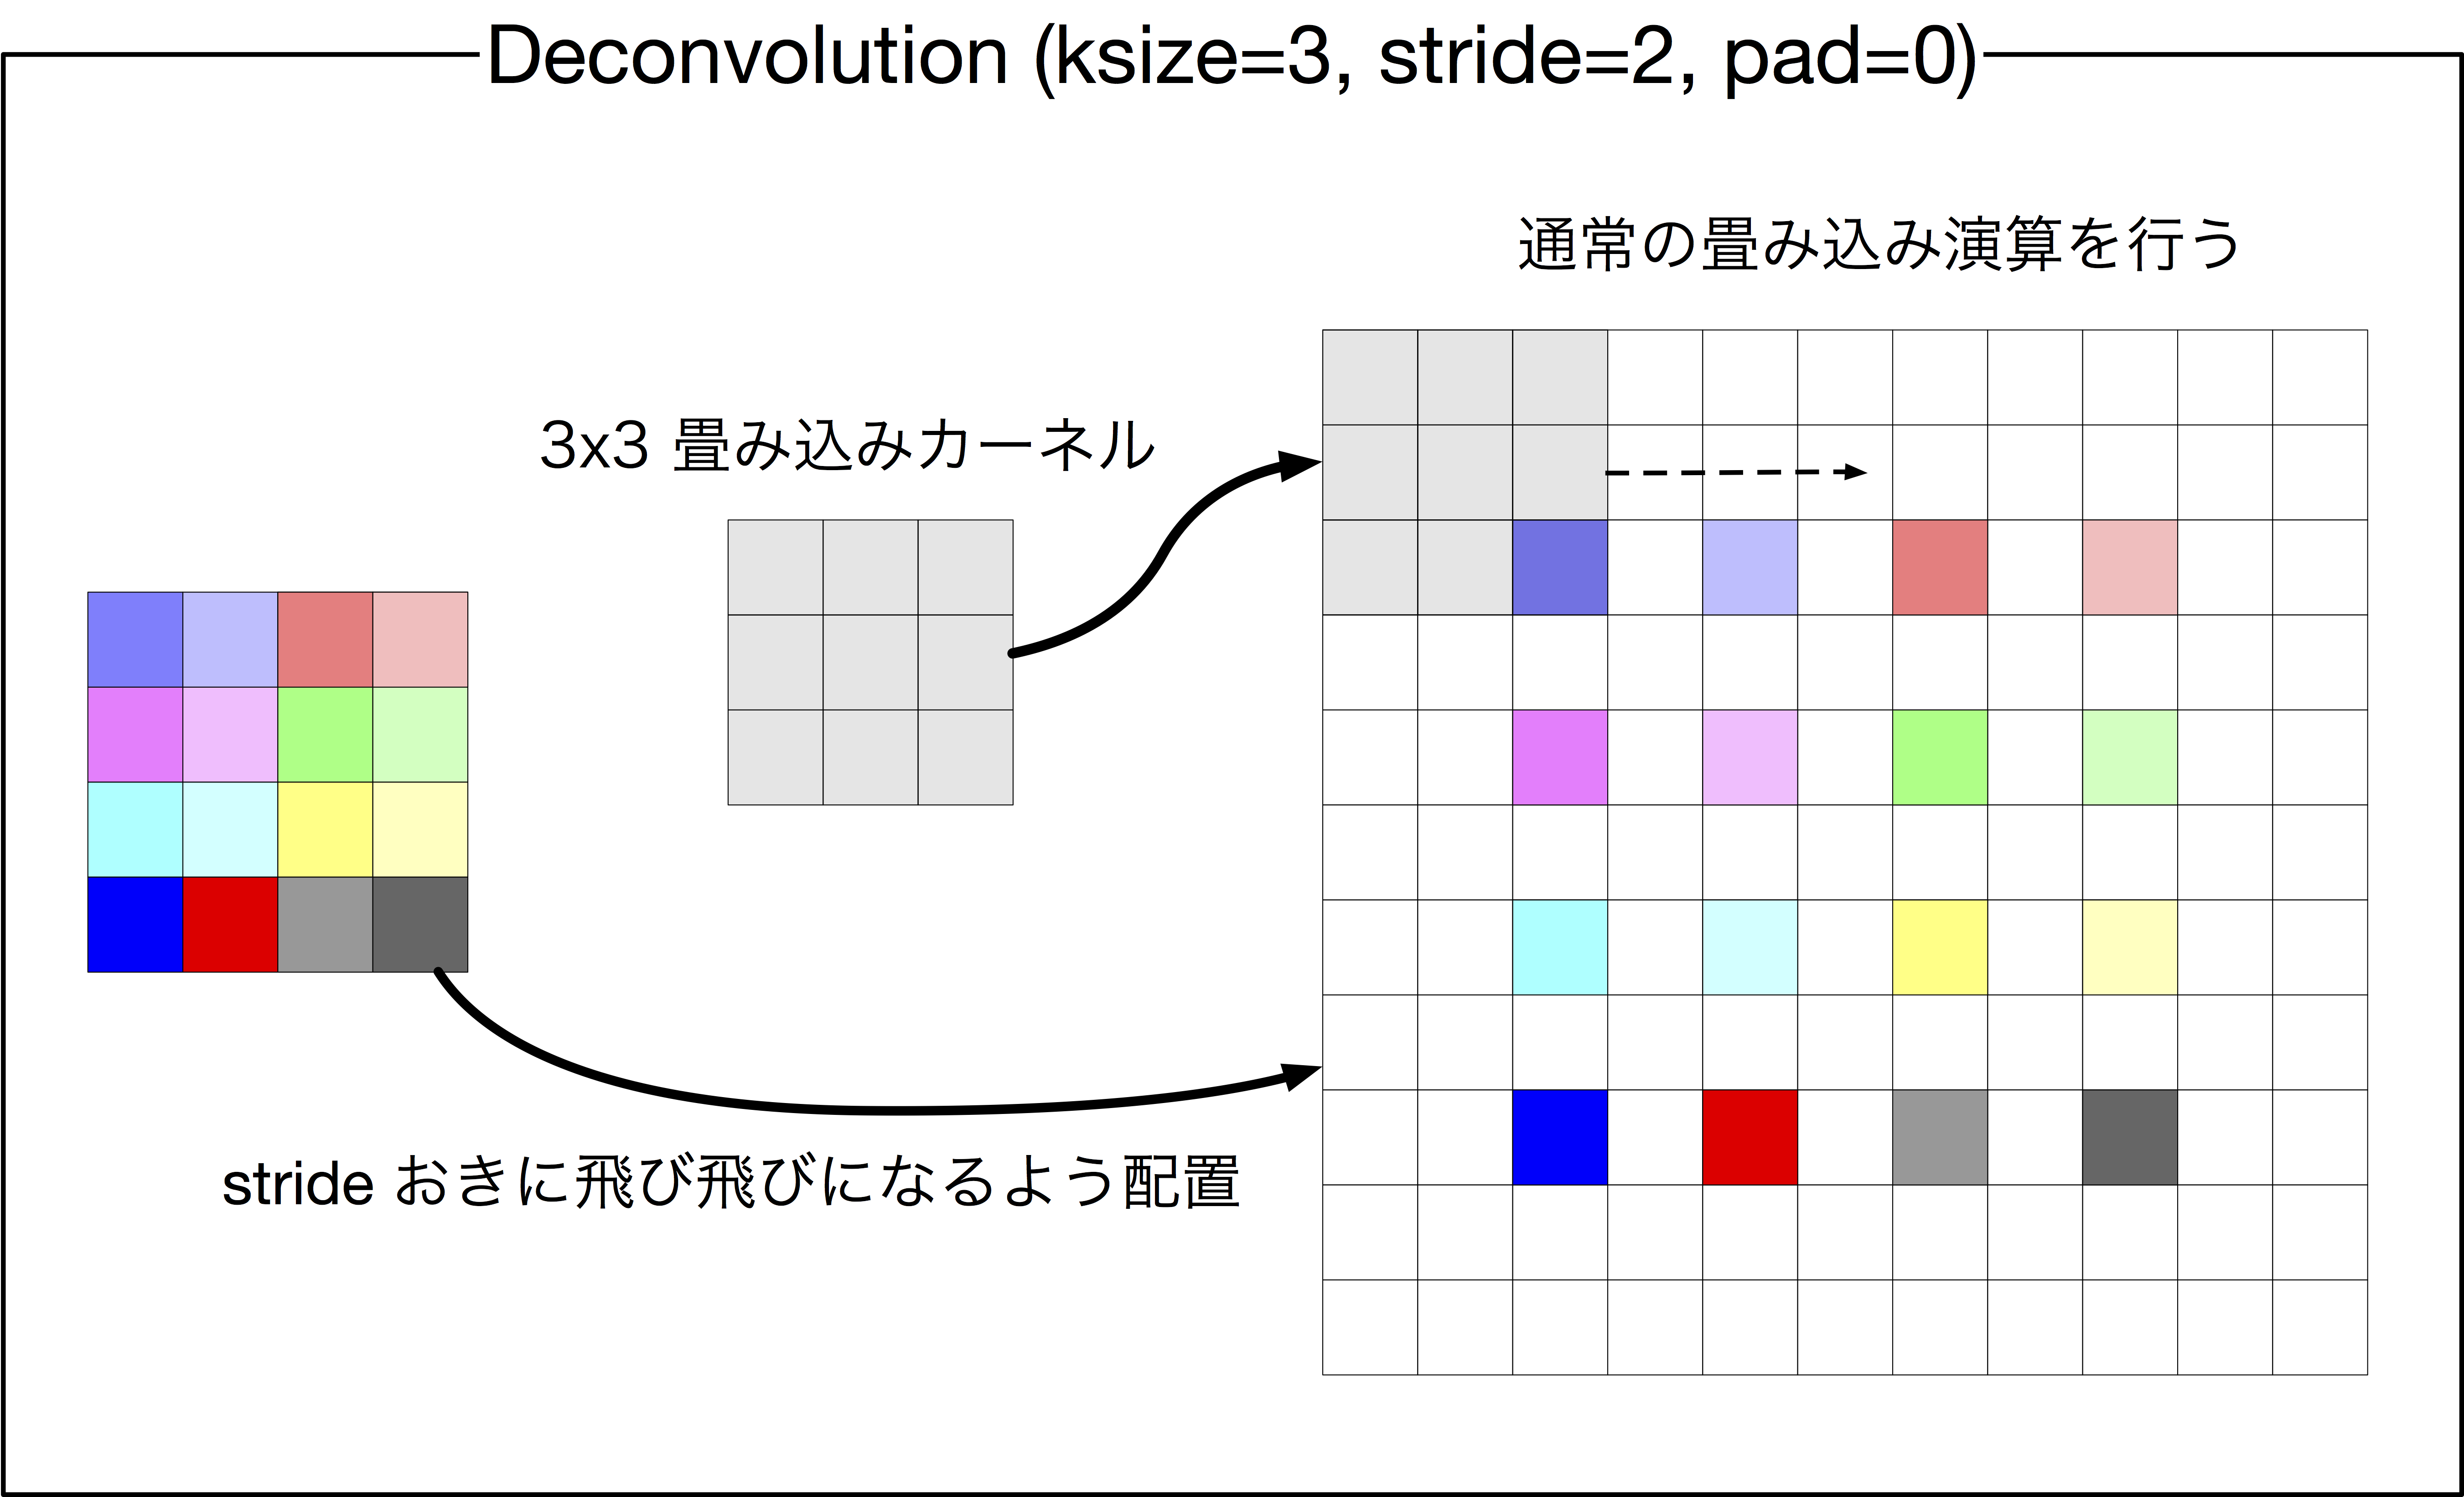 Deconvolution (ksize=3, stride=2, pad=0)
通常の畳み込み演算を行う
3x3 畳み込みカーネル
stride おきに飛び飛びになるよう配置